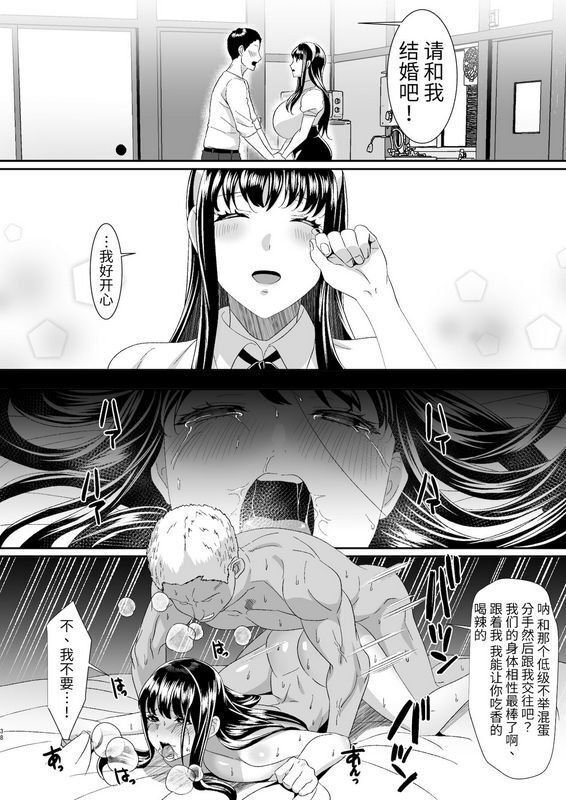 请和我
结婚吧！
…我好开心
呐 和那个低级不举混蛋
分手然后跟我交往吧？
我们的身体相性最棒了啊、
跟着我 我能让你吃香的
喝辣的
不、我不要…！